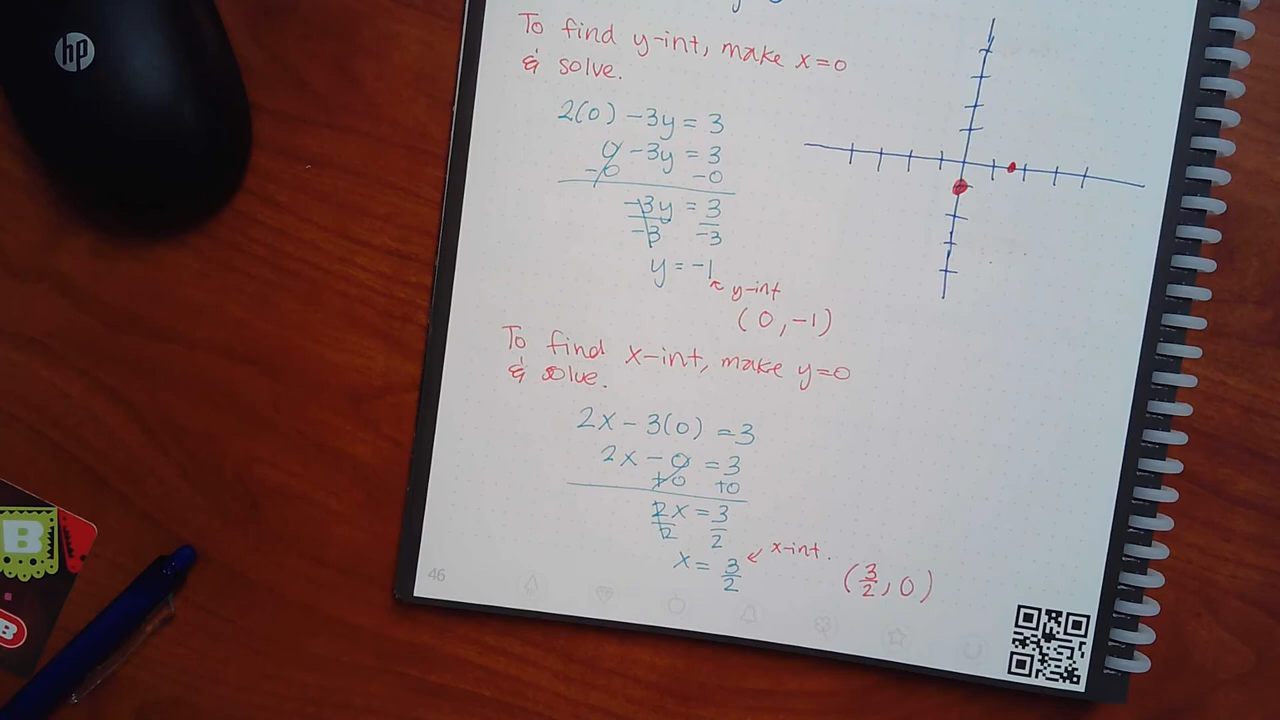 hp
To find y-int, make x=0
& solve.
2(0) -3y = 3
0 -3y = 3
-0 -0
-3y = 3
-3 -3
y = -1
y-int
(0, -1)
To find x-int, make y=0
& solve.
2x - 3(0) = 3
2x - 0 = 3
+0 +0
2x = 3
2 2
x = 3/2
x-int.
(3/2, 0)
46
B
B